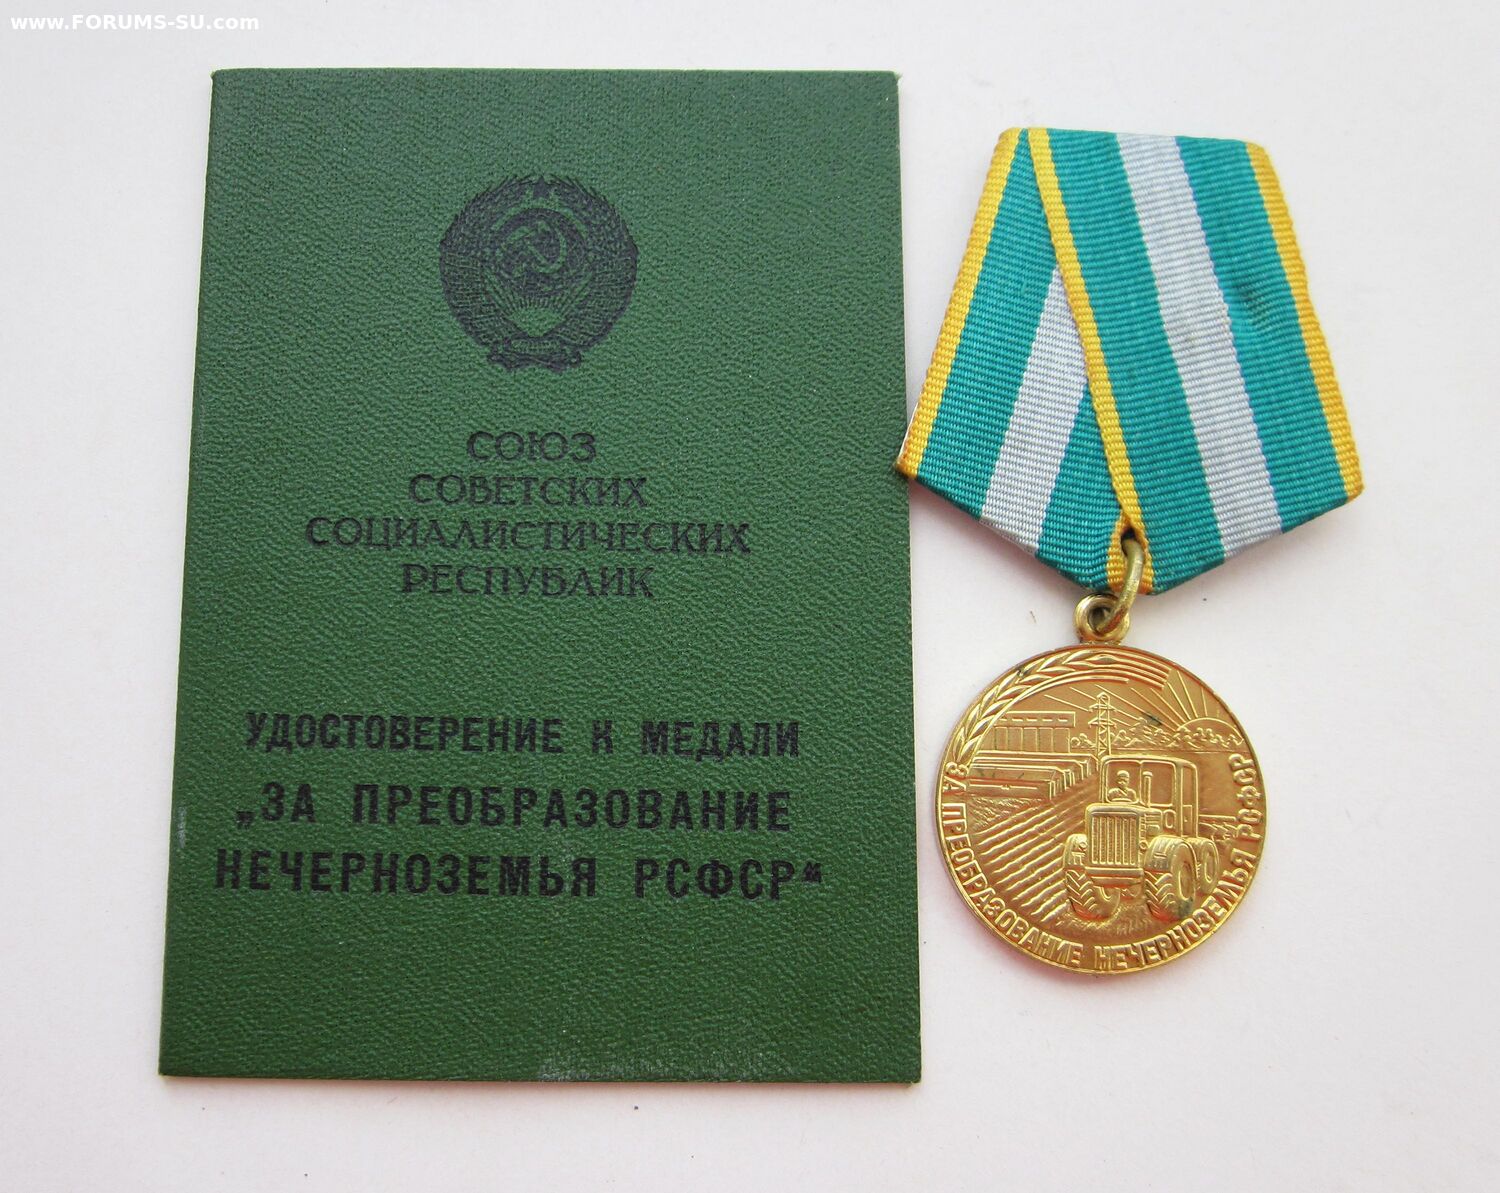 www.FORUMS-SU.com
СОЮЗ
СОВЕТСКИХ
СОЦИАЛИСТИЧЕСКИХ
РЕСПУБЛИК
УДОСТОВЕРЕНИЕ К МЕДАЛИ
„ЗА ПРЕОБРАЗОВАНИЕ
НЕЧЕРНОЗЕМЬЯ РСФСР“
ЗА ПРЕОБРАЗОВАНИЕ НЕЧЕРНОЗЕМЬЯ РСФСР